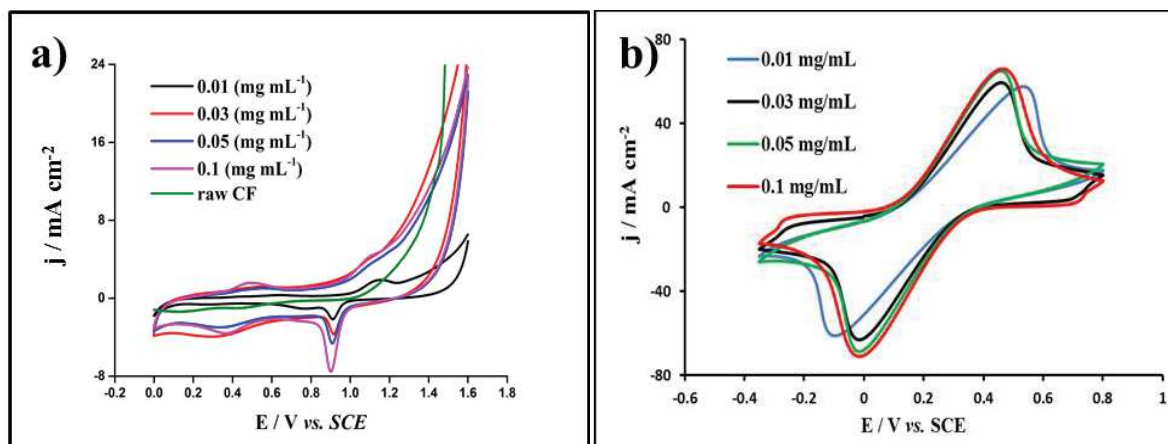 a)
24
16
8
0
-8
j / mA cm⁻²
0.01 (mg mL⁻¹)
0.03 (mg mL⁻¹)
0.05 (mg mL⁻¹)
0.1 (mg mL⁻¹)
raw CF
-0.2 0.0 0.2 0.4 0.6 0.8 1.0 1.2 1.4 1.6 1.8
E / V vs. SCE
b)
80
40
0
-40
-80
j / mA cm⁻²
0.01 mg/mL
0.03 mg/mL
0.05 mg/mL
0.1 mg/mL
-0.6 -0.4 -0.2 0 0.2 0.4 0.6 0.8 1
E / V vs. SCE